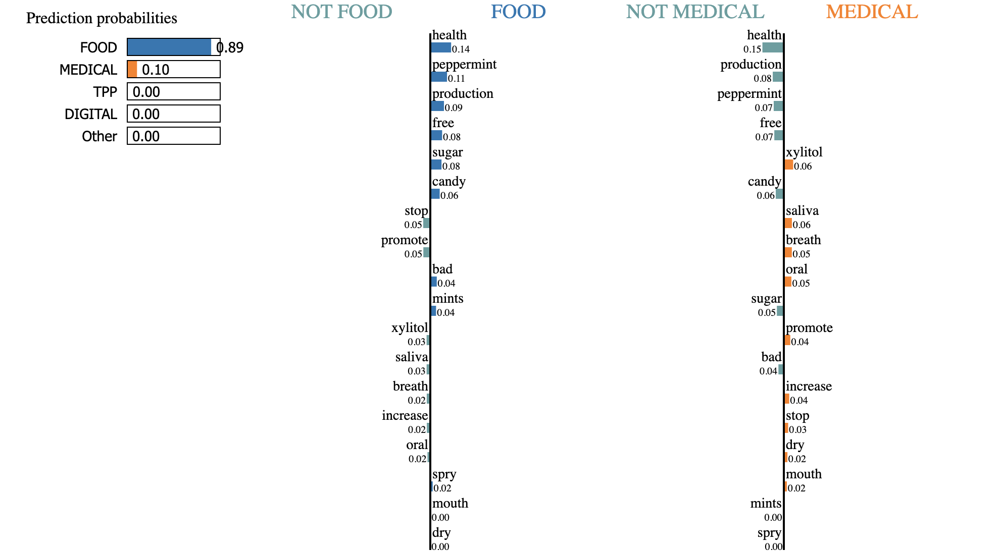 Prediction probabilities
FOOD 0.89
MEDICAL 0.10
TPP 0.00
DIGITAL 0.00
Other 0.00
NOT FOOD FOOD
health
0.14
peppermint
0.11
production
0.09
free
0.08
sugar
0.08
candy
0.06
stop
0.05
promote
0.05
bad
0.04
mints
0.04
xylitol
0.03
saliva
0.03
breath
0.02
increase
0.02
oral
0.02
spry
0.02
mouth
0.00
dry
0.00
NOT MEDICAL MEDICAL
health
0.15
production
0.08
peppermint
0.07
free
0.07
xylitol
0.06
candy
0.06
saliva
0.06
breath
0.05
oral
0.05
sugar
0.05
promote
0.04
bad
0.04
increase
0.04
stop
0.03
dry
0.02
mouth
0.02
mints
0.00
spry
0.00